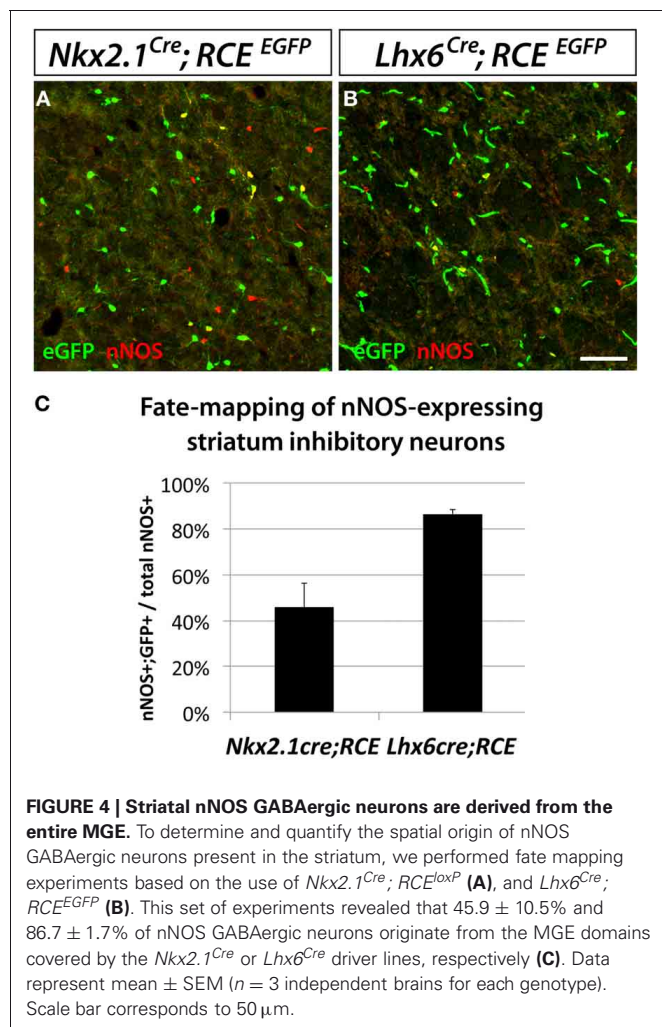 Nkx2.1Cre; RCE EGFP
Lhx6Cre; RCE EGFP
A
B
eGFP nNOS
eGFP nNOS
C
Fate-mapping of nNOS-expressing
striatum inhibitory neurons
nNOS+;GFP+ / total nNOS+
100%
80%
60%
40%
20%
0%
Nkx2.1cre;RCE Lhx6cre;RCE
FIGURE 4 | Striatal nNOS GABAergic neurons are derived from the
entire MGE. To determine and quantify the spatial origin of nNOS
GABAergic neurons present in the striatum, we performed fate mapping
experiments based on the use of Nkx2.1Cre; RCEloxP (A), and Lhx6Cre;
RCEEGFP (B). This set of experiments revealed that 45.9 ± 10.5% and
86.7 ± 1.7% of nNOS GABAergic neurons originate from the MGE domains
covered by the Nkx2.1Cre or Lhx6Cre driver lines, respectively (C). Data
represent mean ± SEM (n = 3 independent brains for each genotype).
Scale bar corresponds to 50 μm.